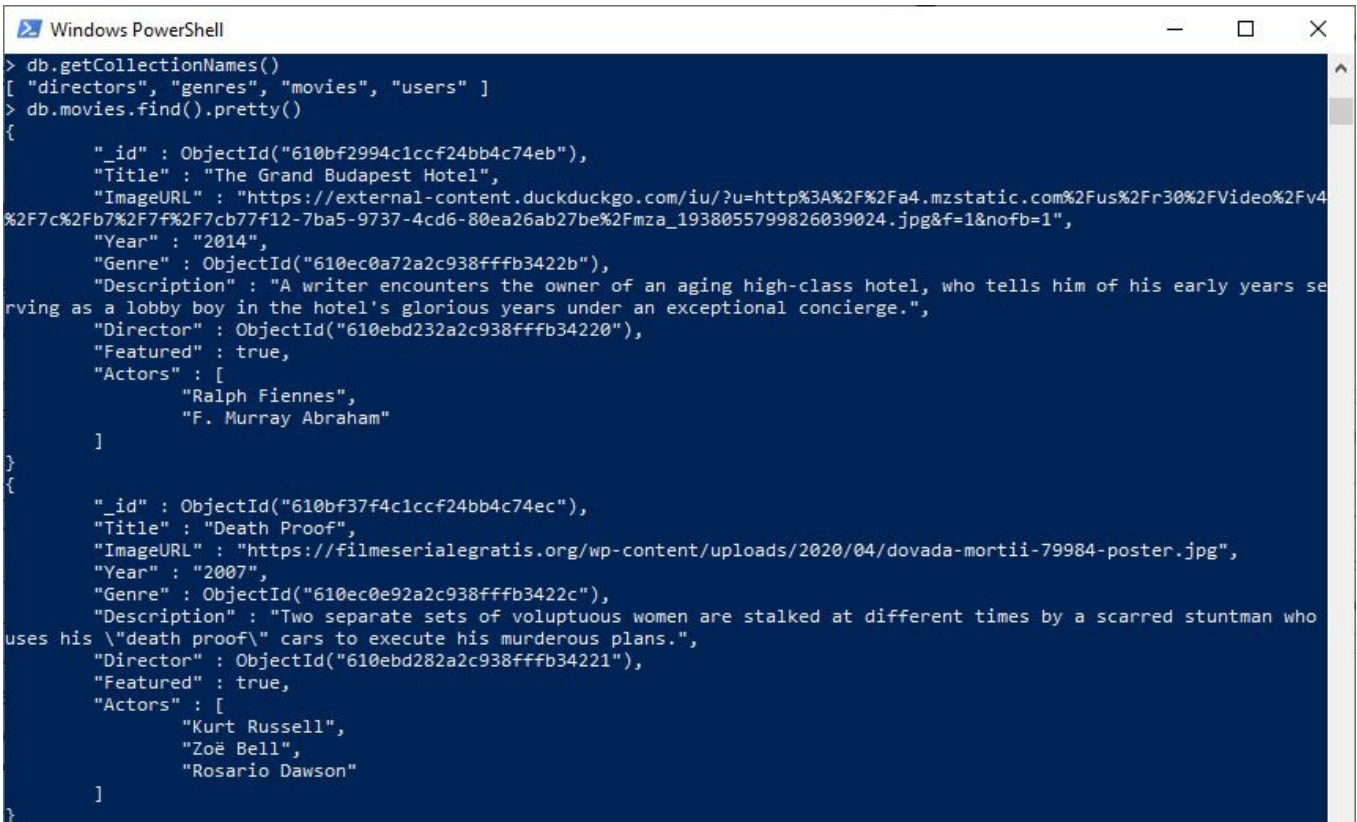 Windows PowerShell
> db.getCollectionNames()
[ "directors", "genres", "movies", "users" ]
> db.movies.find().pretty()
{
        "_id" : ObjectId("610bf2994c1ccf24bb4c74eb"),
        "Title" : "The Grand Budapest Hotel",
        "ImageURL" : "https://external-content.duckduckgo.com/iu/?u=http%3A%2F%2Fa4.mzstatic.com%2Fus%2Fr30%2FVideo%2Fv4
%2F7c%2Fb7%2F7f%2F7cb77f12-7ba5-9737-4cd6-80ea26ab27be%2Fmza_1938055799826039024.jpg&f=1&nofb=1",
        "Year" : "2014",
        "Genre" : ObjectId("610ec0a72a2c938fffb3422b"),
        "Description" : "A writer encounters the owner of an aging high-class hotel, who tells him of his early years se
rving as a lobby boy in the hotel's glorious years under an exceptional concierge.",
        "Director" : ObjectId("610ebd232a2c938fffb34220"),
        "Featured" : true,
        "Actors" : [
                "Ralph Fiennes",
                "F. Murray Abraham"
        ]
}
{
        "_id" : ObjectId("610bf37f4c1ccf24bb4c74ec"),
        "Title" : "Death Proof",
        "ImageURL" : "https://filmeserialegratis.org/wp-content/uploads/2020/04/dovada-mortii-79984-poster.jpg",
        "Year" : "2007",
        "Genre" : ObjectId("610ec0e92a2c938fffb3422c"),
        "Description" : "Two separate sets of voluptuous women are stalked at different times by a scarred stuntman who
uses his \"death proof\" cars to execute his murderous plans.",
        "Director" : ObjectId("610ebd282a2c938fffb34221"),
        "Featured" : true,
        "Actors" : [
                "Kurt Russell",
                "Zoë Bell",
                "Rosario Dawson"
        ]
}